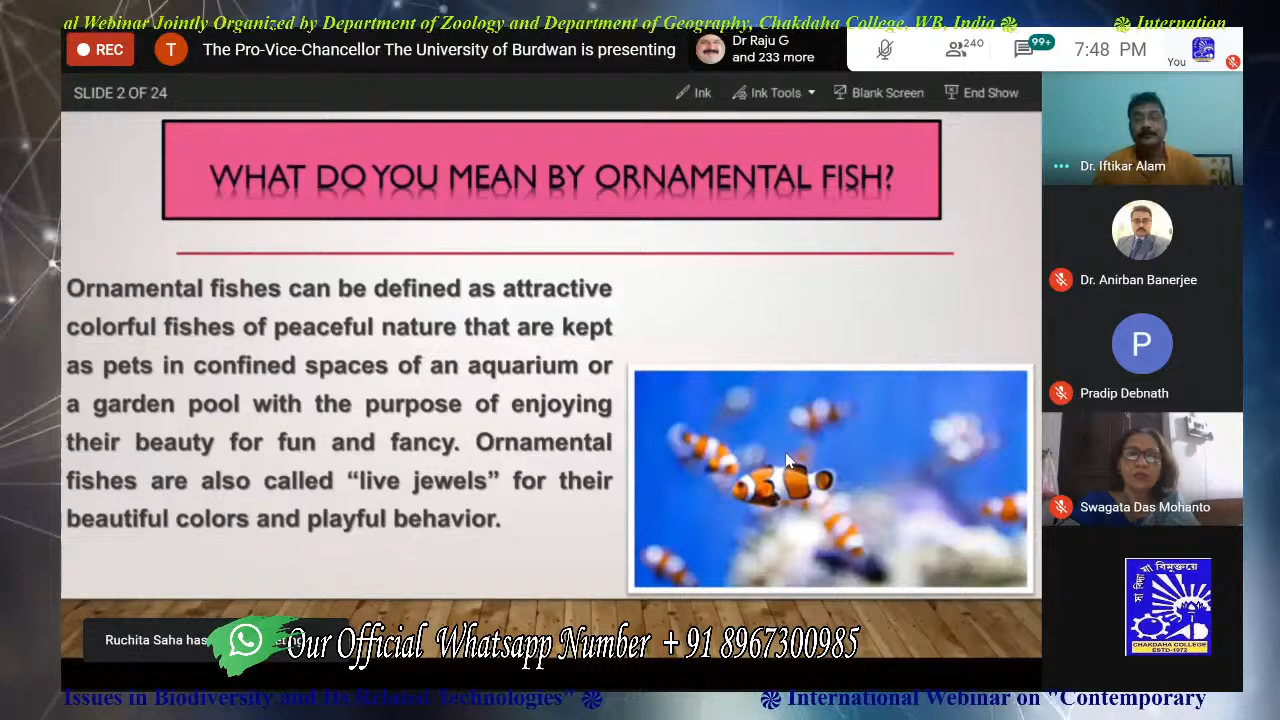 al Webinar Jointly Organized by Department of Zoology and Department of Geography, Chakdaha College, WB, India ֍ ֍ Internation
REC T The Pro-Vice-Chancellor The University of Burdwan is presenting
Dr Raju G
and 233 more
240 99+ 7:48 PM
You
SLIDE 2 OF 24 Ink Ink Tools Blank Screen End Show
WHAT DO YOU MEAN BY ORNAMENTAL FISH?
Ornamental fishes can be defined as attractive
colorful fishes of peaceful nature that are kept
as pets in confined spaces of an aquarium or
a garden pool with the purpose of enjoying
their beauty for fun and fancy. Ornamental
fishes are also called “live jewels” for their
beautiful colors and playful behavior.
Dr. Iftikar Alam
Dr. Anirban Banerjee
P
Pradip Debnath
Swagata Das Mohanto
সা বিদ্যা যা বিমুক্তয়ে
CHAKDAHA COLLEGE
ESTD-1972
Ruchita Saha has
Our Official Whatsapp Number +91 8967300985
Issues in Biodiversity and Its Related Technologies" ֍ ֍ International Webinar on "Contemporary